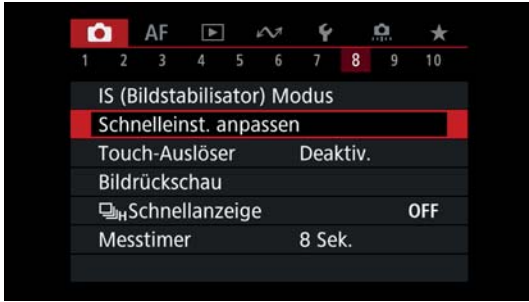 AF
1 2 3 4 5 6 7 8 9 10
IS (Bildstabilisator) Modus
Schnelleinst. anpassen
Touch-Auslöser Deaktiv.
Bildrückschau
H Schnellanzeige OFF
Messtimer 8 Sek.